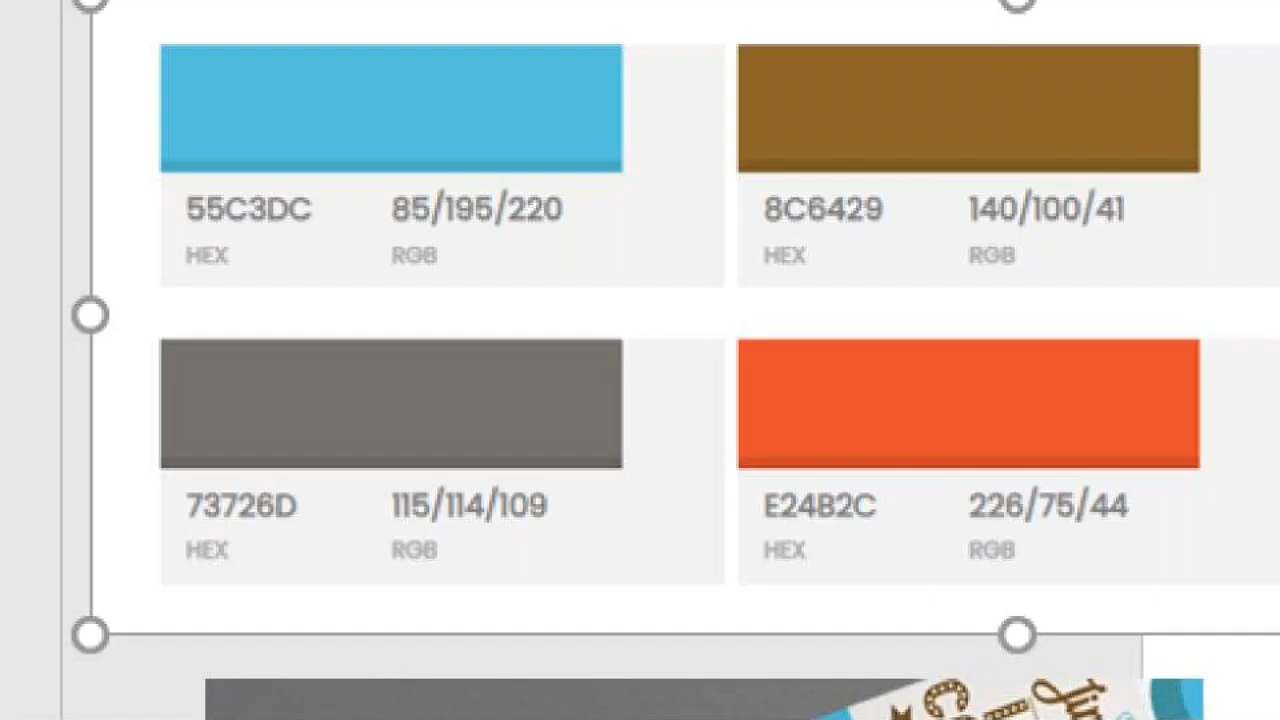 55C3DC 85/195/220
HEX RGB
8C6429 140/100/41
HEX RGB
73726D 115/114/109
HEX RGB
E24B2C 226/75/44
HEX RGB